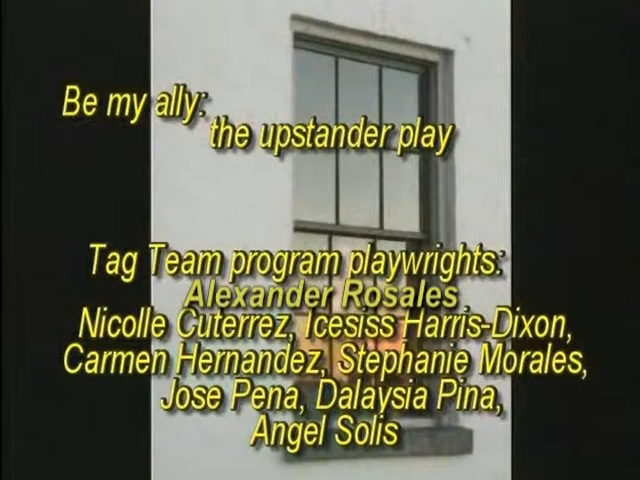 Be my ally:
the upstander play
Tag Team program playwrights:
Alexander Rosales
Nicolle Cuterrez, Icesiss Harris-Dixon,
Carmen Hernandez, Stephanie Morales,
Jose Pena, Dalaysia Pina,
Angel Solis